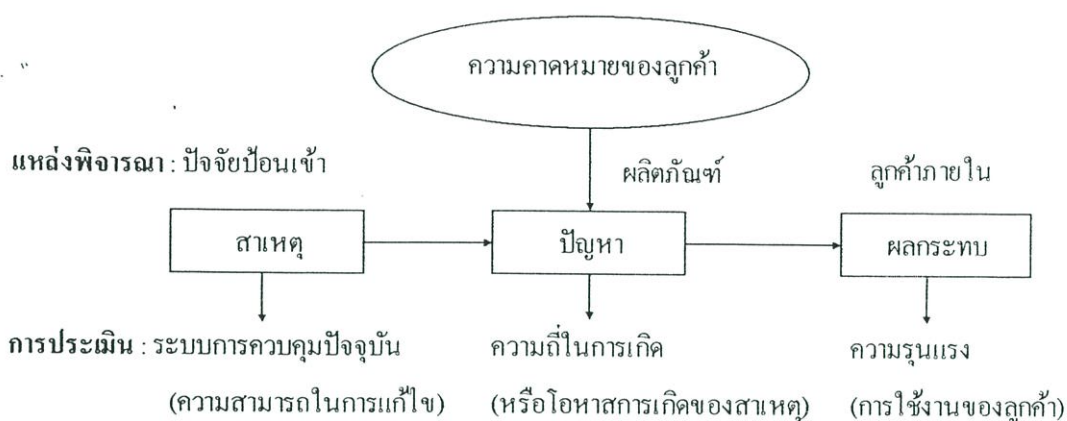 ความคาดหมายของลูกค้า
แหล่งพิจารณา : ปัจจัยป้อนเข้า ผลิตภัณฑ์ ลูกค้าภายใน
สาเหตุ ปัญหา ผลกระทบ
การประเมิน : ระบบการควบคุมปัจจุบัน ความถี่ในการเกิด ความรุนแรง
(ความสามารถในการแก้ไข) (หรือโอหาสการเกิดของสาเหตุ) (การใช้งานของลูกค้า)